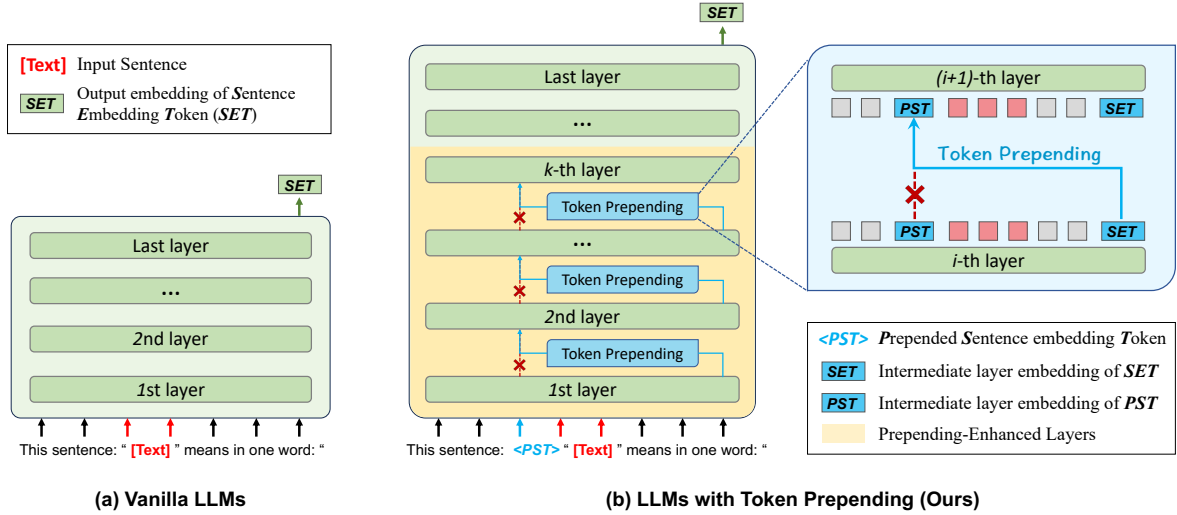 [Text] Input Sentence
SET Output embedding of Sentence
Embedding Token (SET)
SET
Last layer
...
2nd layer
1st layer
This sentence: “ [Text] ” means in one word: “
(a) Vanilla LLMs
SET
Last layer
...
k-th layer
Token Prepending
...
Token Prepending
2nd layer
Token Prepending
1st layer
This sentence: <PST> “ [Text] ” means in one word: “
(b) LLMs with Token Prepending (Ours)
(i+1)-th layer
PST SET
Token Prepending
PST SET
i-th layer
<PST> Prepended Sentence embedding Token
SET Intermediate layer embedding of SET
PST Intermediate layer embedding of PST
Prepending-Enhanced Layers